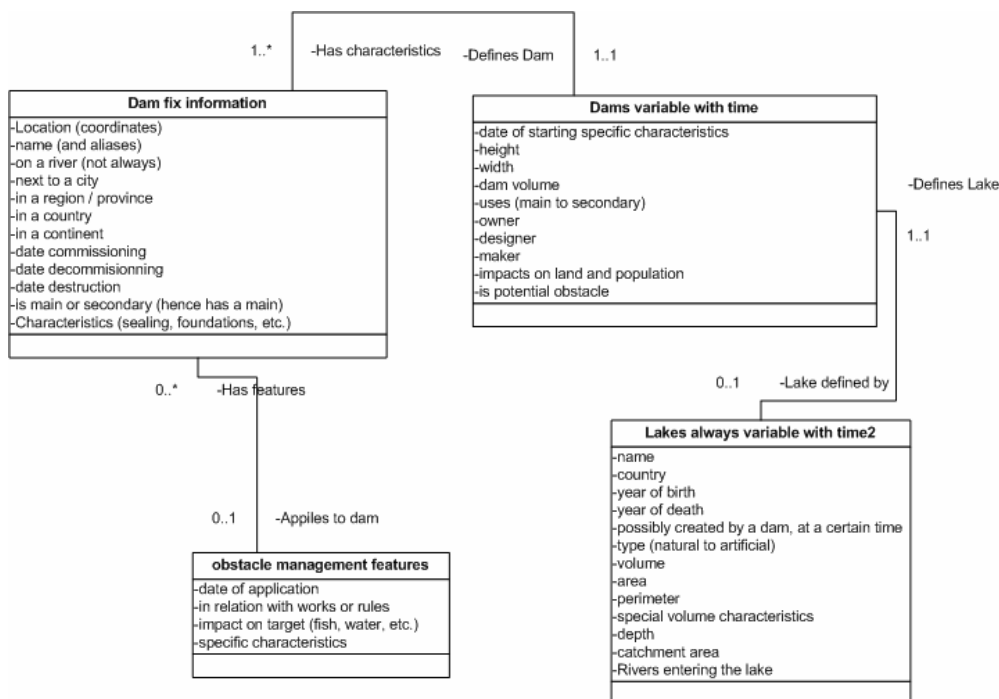 1..*
-Has characteristics
-Defines Dam
1..1
Dam fix information
-Location (coordinates)
-name (and aliases)
-on a river (not always)
-next to a city
-in a region / province
-in a country
-in a continent
-date commissioning
-date decommisionning
-date destruction
-is main or secondary (hence has a main)
-Characteristics (sealing, foundations, etc.)
Dams variable with time
-date of starting specific characteristics
-height
-width
-dam volume
-uses (main to secondary)
-owner
-designer
-maker
-impacts on land and population
-is potential obstacle
-Defines Lake
1..1
0..*
-Has features
0..1
-Lake defined by
0..1
-Appiles to dam
obstacle management features
-date of application
-in relation with works or rules
-impact on target (fish, water, etc.)
-specific characteristics
Lakes always variable with time2
-name
-country
-year of birth
-year of death
-possibly created by a dam, at a certain time
-type (natural to artificial)
-volume
-area
-perimeter
-special volume characteristics
-depth
-catchment area
-Rivers entering the lake